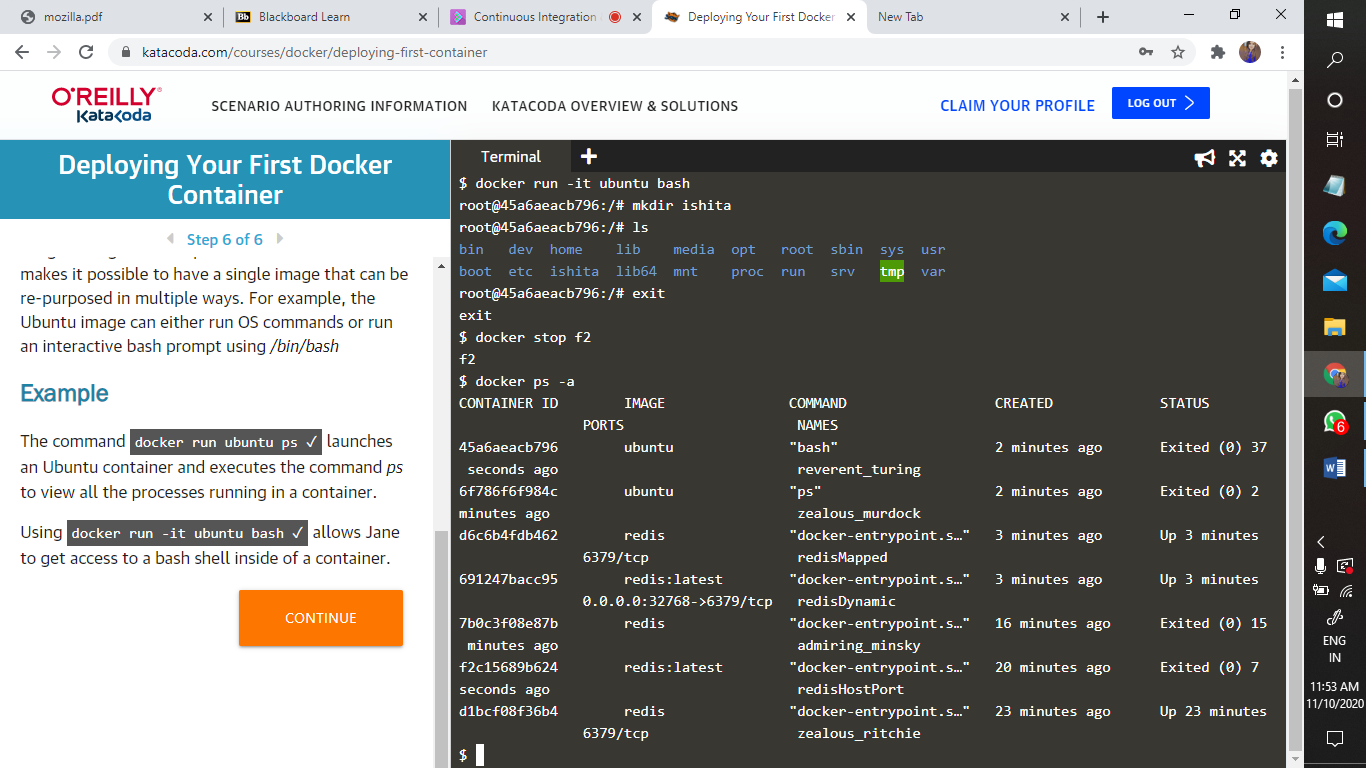 mozilla.pdf
Bb Blackboard Learn
Continuous Integration
Deploying Your First Docker
New Tab
katacoda.com/courses/docker/deploying-first-container
O'REILLY
Katacoda
SCENARIO AUTHORING INFORMATION
KATACODA OVERVIEW & SOLUTIONS
CLAIM YOUR PROFILE
LOG OUT
Deploying Your First Docker
Container
Step 6 of 6
makes it possible to have a single image that can be
re-purposed in multiple ways. For example, the
Ubuntu image can either run OS commands or run
an interactive bash prompt using /bin/bash
Example
The command docker run ubuntu ps ✓ launches
an Ubuntu container and executes the command ps
to view all the processes running in a container.
Using docker run -it ubuntu bash ✓ allows Jane
to get access to a bash shell inside of a container.
CONTINUE
Terminal
$ docker run -it ubuntu bash
root@45a6aeacb796:/# mkdir ishita
root@45a6aeacb796:/# ls
bin dev home lib media opt root sbin sys usr
boot etc ishita lib64 mnt proc run srv tmp var
root@45a6aeacb796:/# exit
exit
$ docker stop f2
f2
$ docker ps -a
CONTAINER ID IMAGE COMMAND CREATED STATUS
PORTS NAMES
45a6aeacb796 ubuntu "bash" 2 minutes ago Exited (0) 37
seconds ago reverent_turing
6f786f6f984c ubuntu "ps" 2 minutes ago Exited (0) 2
minutes ago zealous_murdock
d6c6b4fdb462 redis "docker-entrypoint.s…" 3 minutes ago Up 3 minutes
6379/tcp redisMapped
691247bacc95 redis:latest "docker-entrypoint.s…" 3 minutes ago Up 3 minutes
0.0.0.0:32768->6379/tcp redisDynamic
7b0c3f08e87b redis "docker-entrypoint.s…" 16 minutes ago Exited (0) 15
minutes ago admiring_minsky
f2c15689b624 redis:latest "docker-entrypoint.s…" 20 minutes ago Exited (0) 7
seconds ago redisHostPort
d1bcf08f36b4 redis "docker-entrypoint.s…" 23 minutes ago Up 23 minutes
6379/tcp zealous_ritchie
$
6
ENG
IN
11:53 AM
11/10/2020